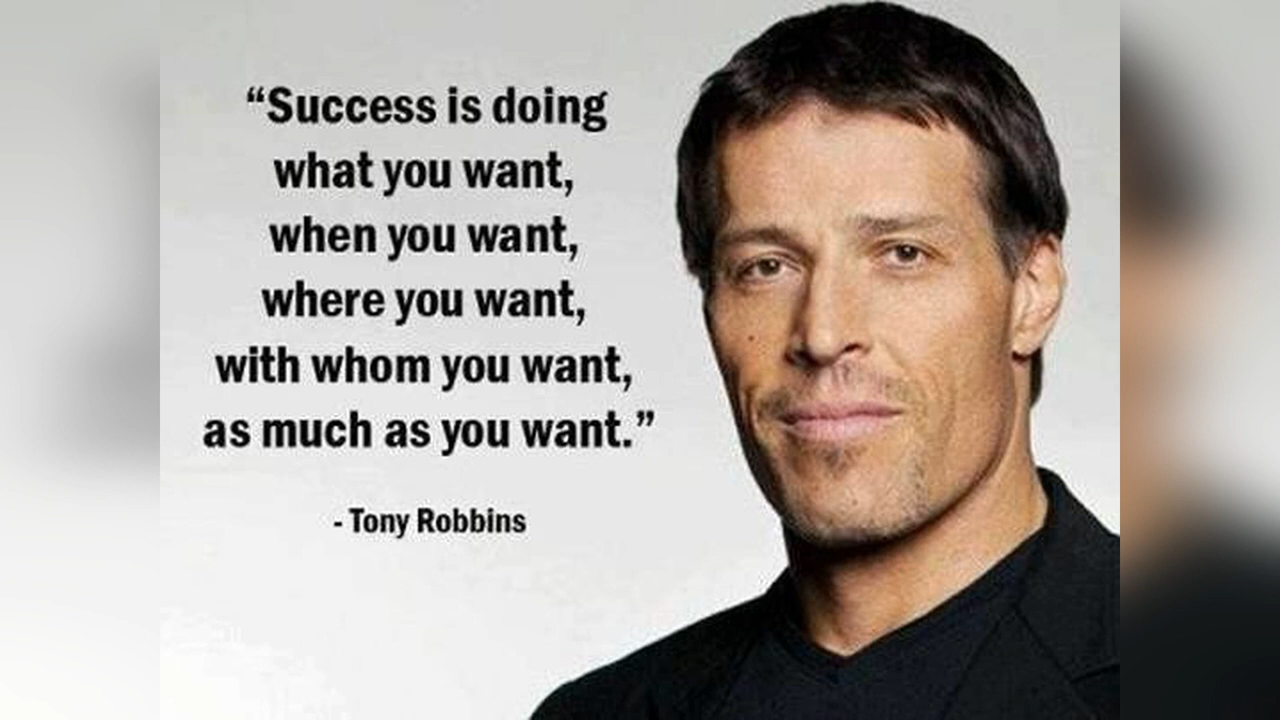 “Success is doing
what you want,
when you want,
where you want,
with whom you want,
as much as you want.”
- Tony Robbins